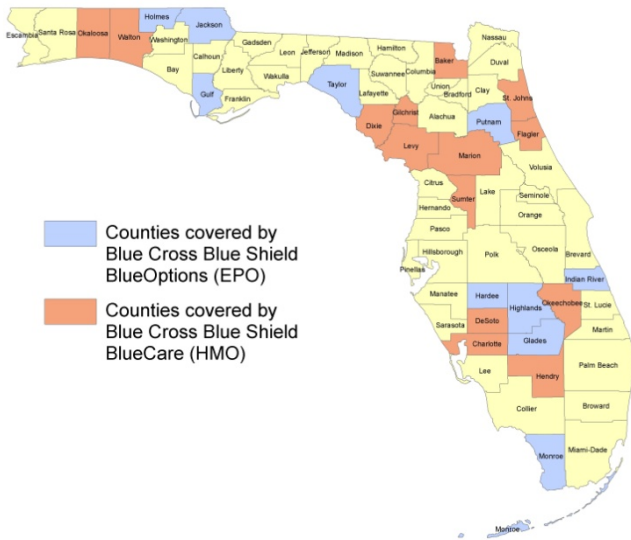 Holmes
Jackson
Escambia
Santa Rosa
Okaloosa
Walton
Washington
Bay
Calhoun
Gulf
Liberty
Gadsden
Franklin
Leon
Wakulla
Jefferson
Madison
Taylor
Hamilton
Suwannee
Lafayette
Columbia
Baker
Nassau
Duval
Union
Bradford
Clay
St. Johns
Dixie
Gilchrist
Alachua
Putnam
Flagler
Levy
Marion
Volusia
Citrus
Sumter
Lake
Seminole
Hernando
Orange
Pasco
Hillsborough
Pinellas
Polk
Osceola
Brevard
Indian River
Manatee
Hardee
Highlands
Okeechobee
St. Lucie
Sarasota
DeSoto
Martin
Charlotte
Glades
Lee
Hendry
Palm Beach
Collier
Broward
Monroe
Miami-Dade
Monroe
Counties covered by
Blue Cross Blue Shield
BlueOptions (EPO)
Counties covered by
Blue Cross Blue Shield
BlueCare (HMO)